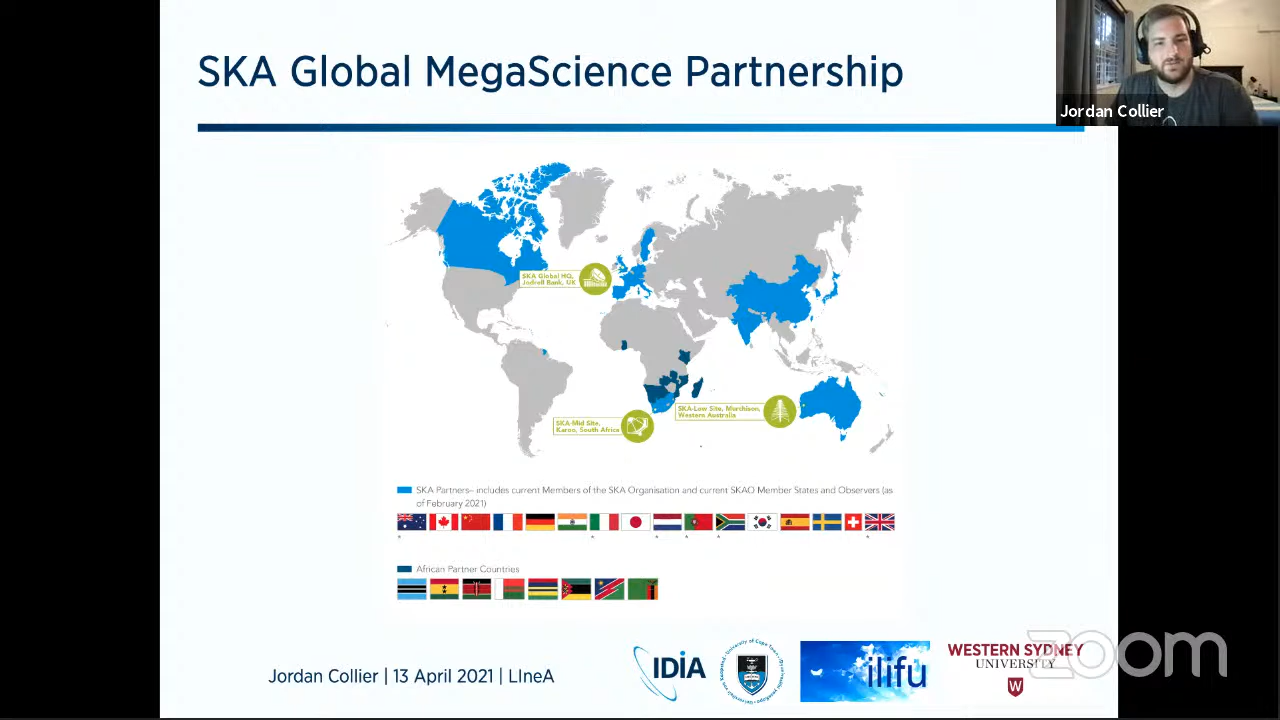 SKA Global MegaScience Partnership
Jordan Collier
SKA Global HQ,
Jodrell Bank, UK
SKA-Low Site, Murchison,
Western Australia
SKA-Mid Site,
Karoo, South Africa
SKA Partners– includes current Members of the SKA Organisation and current SKAO Member States and Observers (as
of February 2021)
* * * * * *
African Partner Countries
Jordan Collier | 13 April 2021 | LIneA
IDIA
ilifu
WESTERN SYDNEY
UNIVERSITY
W
zoom